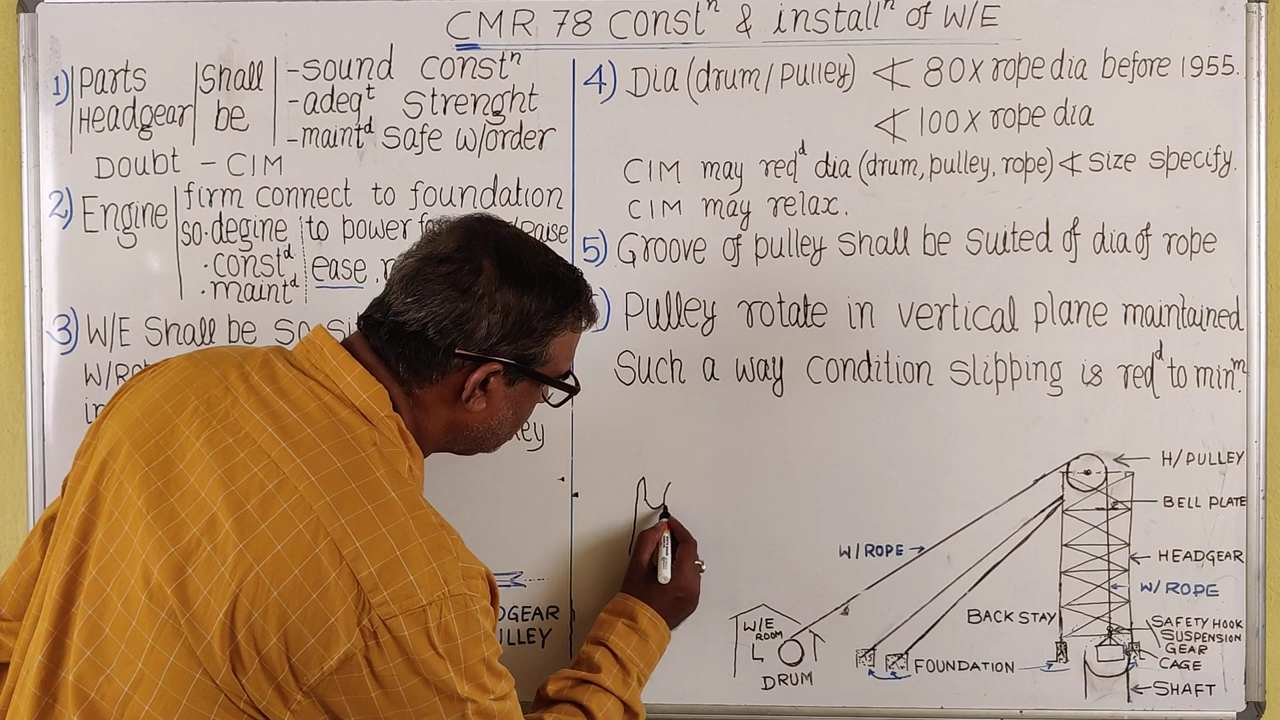 CMR 78 Constⁿ & installⁿ of W/E
1) Parts Headgear Shall be
-sound constⁿ
-adeqᵗ strenght
-maintᵈ safe w/order
Doubt - CIM
2) Engine
firm connect to foundation
so·degine to power
·constᵈ ease
·maintᵈ
3) W/E Shall be so
4) Dia (drum/pulley) ≮ 80x rope dia before 1955.
≮ 100x rope dia
CIM may redᵈ dia (drum, pulley, rope) ≮ size specify.
CIM may relax.
5) Groove of pulley shall be suited of dia of rope
) Pulley rotate in vertical plane maintained
Such a way condition slipping is redᵈ to minᵐ.
H/PULLEY
BELL PLATE
W/ROPE
HEADGEAR
W/ROPE
BACK STAY
SAFETY HOOK
SUSPENSION
GEAR
CAGE
W/E
ROOM
FOUNDATION
DRUM
SHAFT